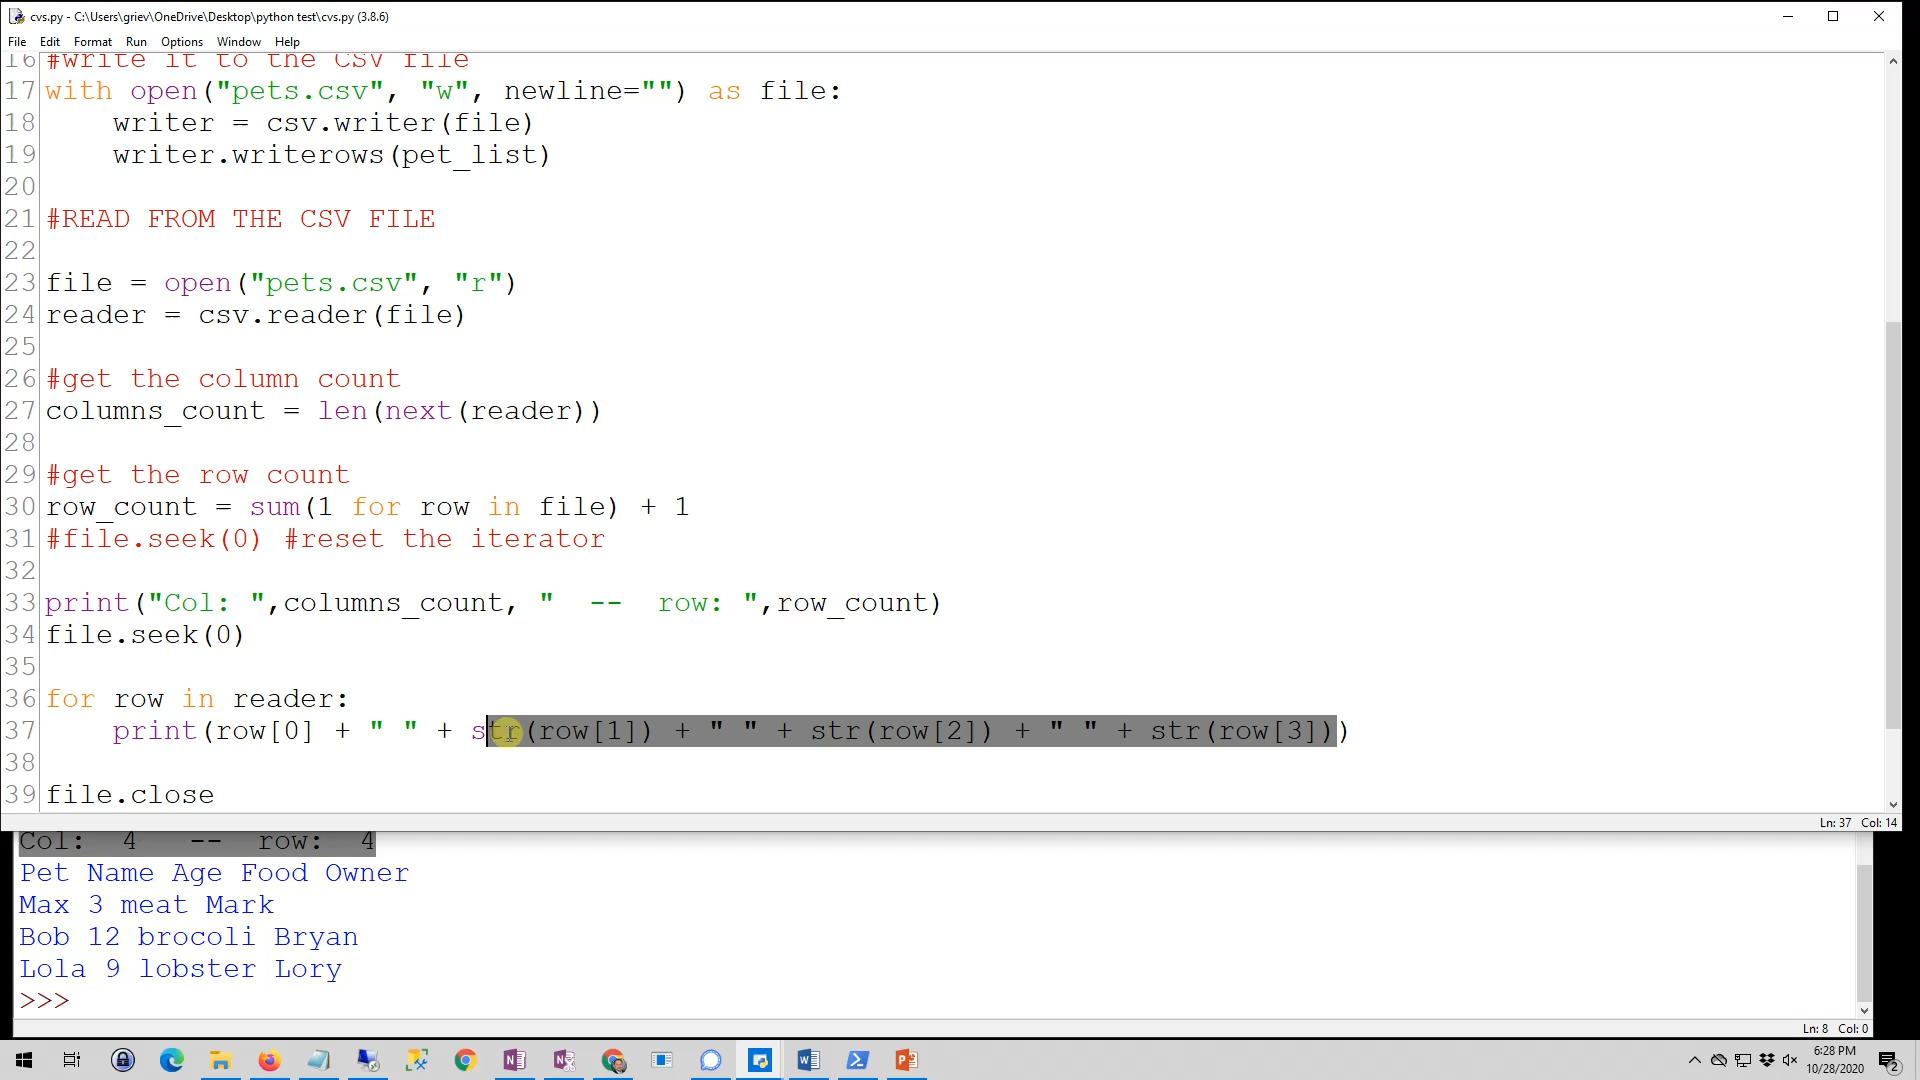 cvs.py - C:\Users\griev\OneDrive\Desktop\python test\cvs.py (3.8.6)
File Edit Format Run Options Window Help
16 #write it to the CSV file
17 with open("pets.csv", "w", newline="") as file:
18     writer = csv.writer(file)
19     writer.writerows(pet_list)
20
21 #READ FROM THE CSV FILE
22
23 file = open("pets.csv", "r")
24 reader = csv.reader(file)
25
26 #get the column count
27 columns_count = len(next(reader))
28
29 #get the row count
30 row_count = sum(1 for row in file) + 1
31 #file.seek(0) #reset the iterator
32
33 print("Col: ",columns_count, "  --  row: ",row_count)
34 file.seek(0)
35
36 for row in reader:
37     print(row[0] + " " + str(row[1]) + " " + str(row[2]) + " " + str(row[3]))
38
39 file.close
Ln: 37 Col: 14
Col:  4   --  row:  4
Pet Name Age Food Owner
Max 3 meat Mark
Bob 12 brocoli Bryan
Lola 9 lobster Lory
>>>
Ln: 8 Col: 0
6:28 PM
10/28/2020
2